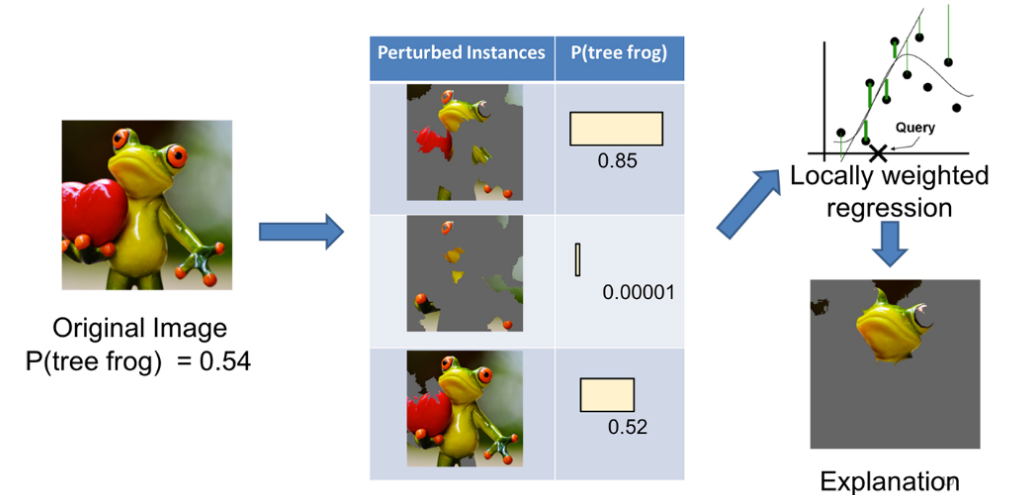 Original Image
P(tree frog) = 0.54
Perturbed Instances
P(tree frog)
0.85
0.00001
0.52
Query
Locally weighted
regression
Explanation